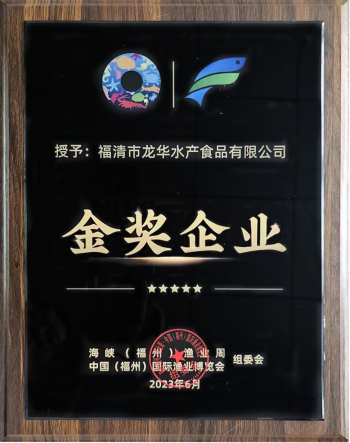 授予：福清市龙华水产食品有限公司
金奖企业
海峡（福州）渔业周
中国（福州）国际渔业博览会
组委会
2023年6月